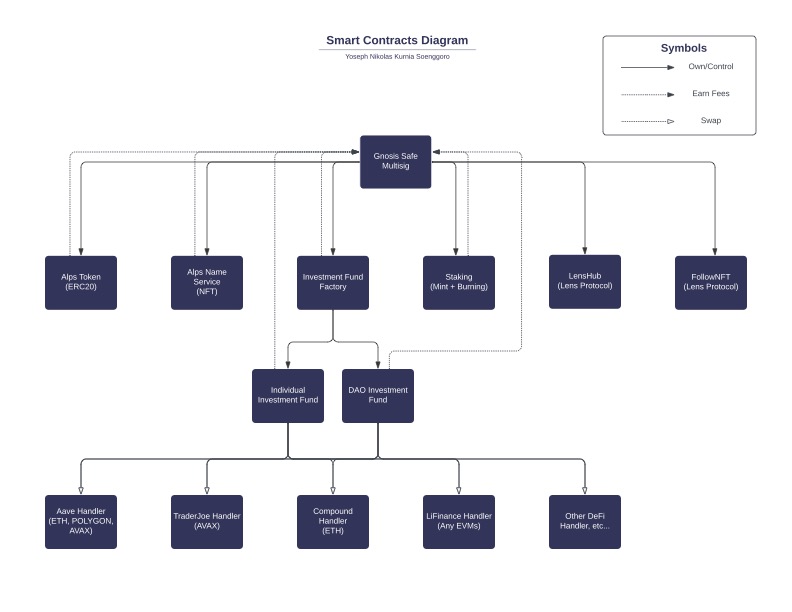 Smart Contracts Diagram
Yoseph Nikolas Kurnia Soenggoro
Symbols
Own/Control
Earn Fees
Swap
Gnosis Safe
Multisig
Alps Token
(ERC20)
Alps Name
Service
(NFT)
Investment Fund
Factory
Staking
(Mint + Burning)
LensHub
(Lens Protocol)
FollowNFT
(Lens Protocol)
Individual
Investment Fund
DAO Investment
Fund
Aave Handler
(ETH, POLYGON,
AVAX)
TraderJoe Handler
(AVAX)
Compound
Handler
(ETH)
LiFinance Handler
(Any EVMs)
Other DeFi
Handler, etc...